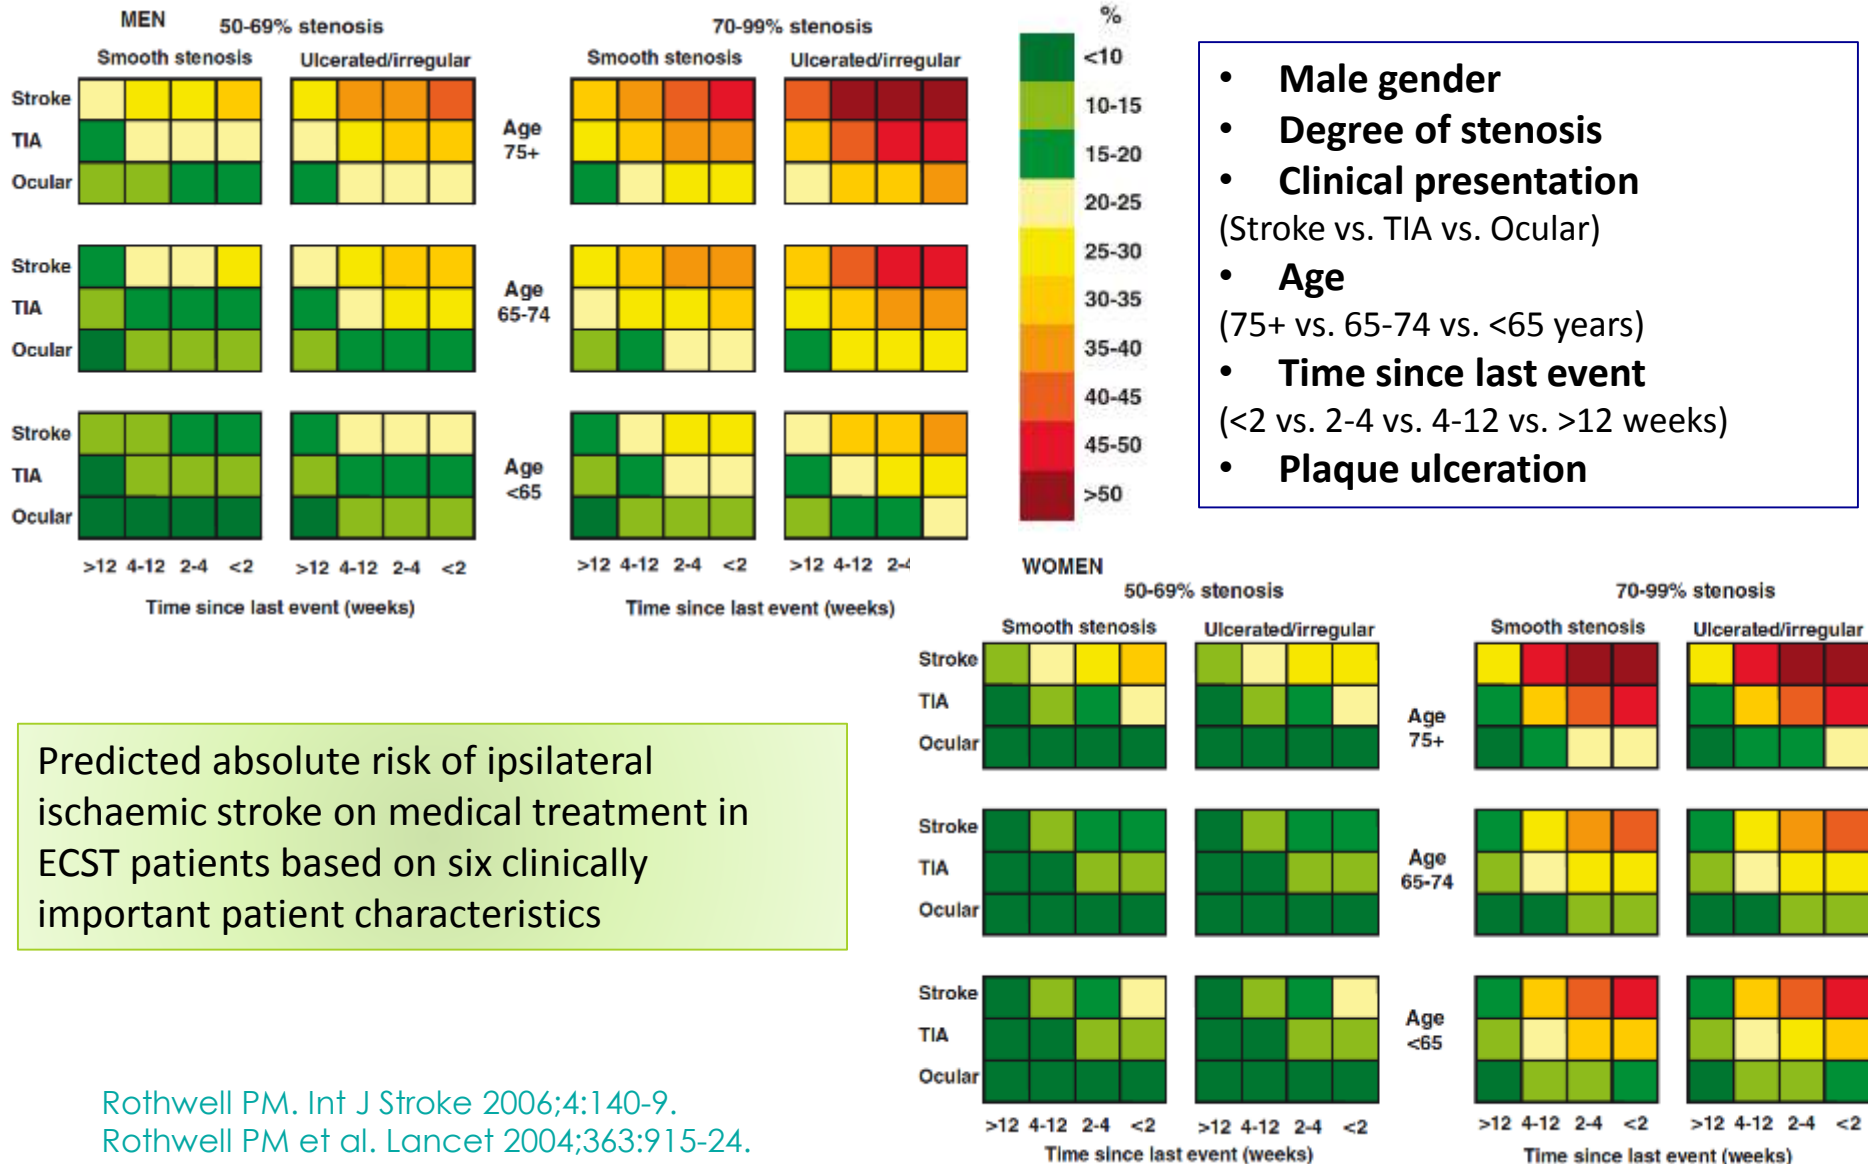 MEN
50-69% stenosis
70-99% stenosis
Smooth stenosis
Ulcerated/irregular
Smooth stenosis
Ulcerated/irregular
Stroke
TIA
Ocular
Age
75+
Stroke
TIA
Ocular
Age
65-74
Stroke
TIA
Ocular
Age
<65
>12 4-12 2-4 <2
>12 4-12 2-4 <2
>12 4-12 2-4 <2
>12 4-12 2-4
Time since last event (weeks)
Time since last event (weeks)
%
<10
10-15
15-20
20-25
25-30
30-35
35-40
40-45
45-50
>50
• Male gender
• Degree of stenosis
• Clinical presentation
(Stroke vs. TIA vs. Ocular)
• Age
(75+ vs. 65-74 vs. <65 years)
• Time since last event
(<2 vs. 2-4 vs. 4-12 vs. >12 weeks)
• Plaque ulceration
WOMEN
50-69% stenosis
70-99% stenosis
Smooth stenosis
Ulcerated/irregular
Smooth stenosis
Ulcerated/irregular
Stroke
TIA
Ocular
Age
75+
Stroke
TIA
Ocular
Age
65-74
Stroke
TIA
Ocular
Age
<65
>12 4-12 2-4 <2
>12 4-12 2-4 <2
>12 4-12 2-4 <2
>12 4-12 2-4 <2
Time since last event (weeks)
Time since last event (weeks)
Predicted absolute risk of ipsilateral
ischaemic stroke on medical treatment in
ECST patients based on six clinically
important patient characteristics
Rothwell PM. Int J Stroke 2006;4:140-9.
Rothwell PM et al. Lancet 2004;363:915-24.